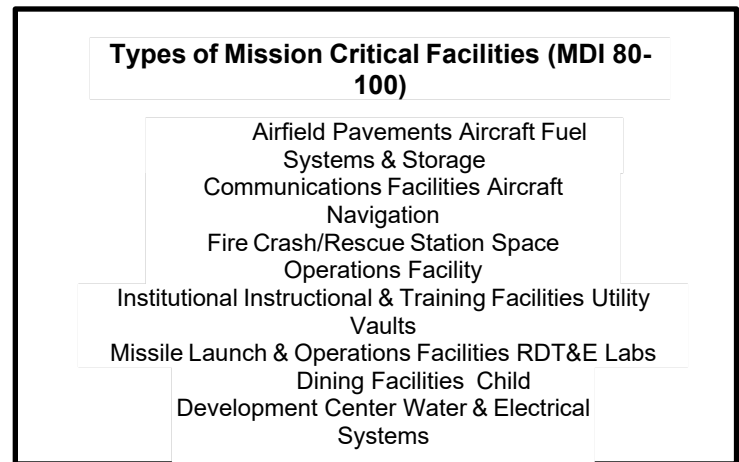 Types of Mission Critical Facilities (MDI 80-
100)
Airfield Pavements Aircraft Fuel
Systems & Storage
Communications Facilities Aircraft
Navigation
Fire Crash/Rescue Station Space
Operations Facility
Institutional Instructional & Training Facilities Utility
Vaults
Missile Launch & Operations Facilities RDT&E Labs
Dining Facilities Child
Development Center Water & Electrical
Systems